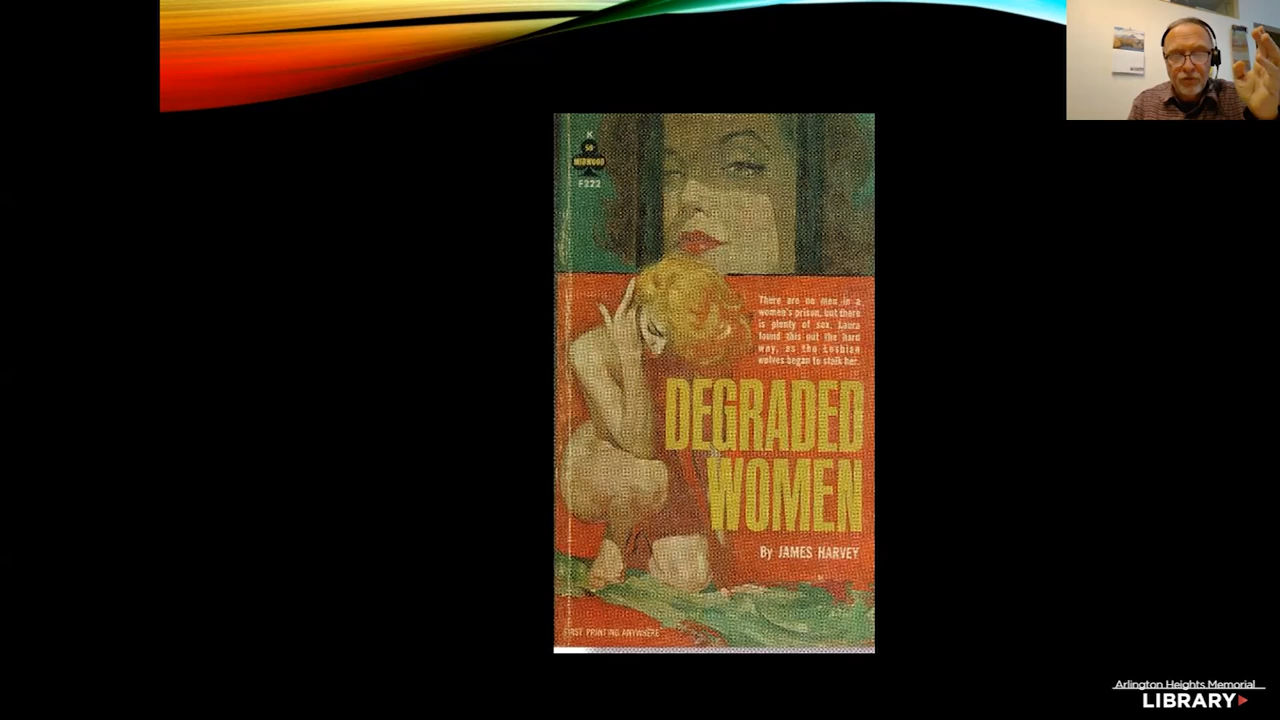 K
50¢
MIDWOOD
F222
There are no men in a
women's prison, but there
is plenty of sex. Laura
found this out the hard
way, as the Lesbian
wolves began to stalk her.
DEGRADED
WOMEN
By JAMES HARVEY
FIRST PRINTING ANYWHERE
Arlington Heights Memorial
LIBRARY